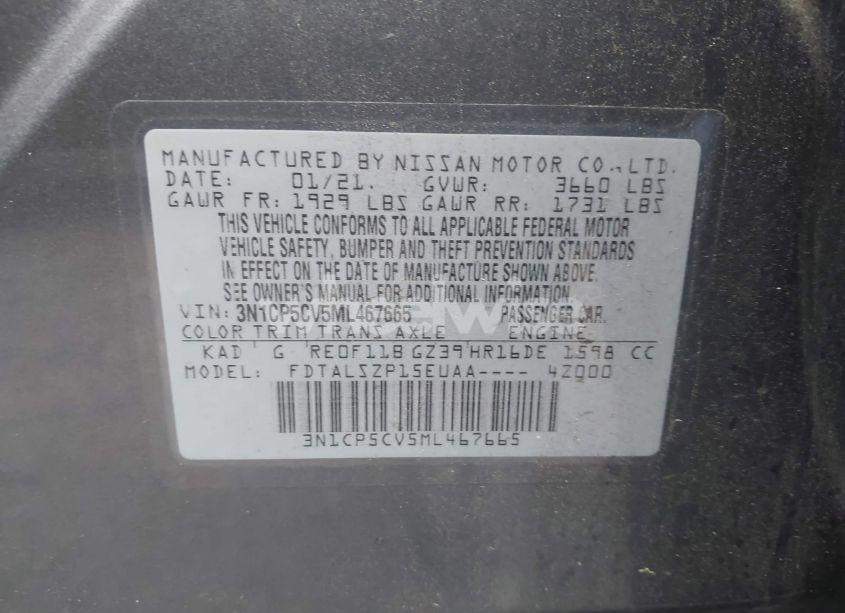 MANUFACTURED BY NISSAN MOTOR CO., LTD.
DATE: 01/21. GVWR: 3660 LBS
GAWR FR: 1929 LBS GAWR RR: 1731 LBS
THIS VEHICLE CONFORMS TO ALL APPLICABLE FEDERAL MOTOR
VEHICLE SAFETY, BUMPER AND THEFT PREVENTION STANDARDS
IN EFFECT ON THE DATE OF MANUFACTURE SHOWN ABOVE.
SEE OWNER'S MANUAL FOR ADDITIONAL INFORMATION.
VIN: 3N1CP5CV5ML467665 PASSENGER CAR.
COLOR TRIM TRANS AXLE ENGINE
KAD G RE0F11B GZ39 HR16DE 1598 CC
MODEL: FDTALSZP15EUAA---- 4Z000
3N1CP5CV5ML467665